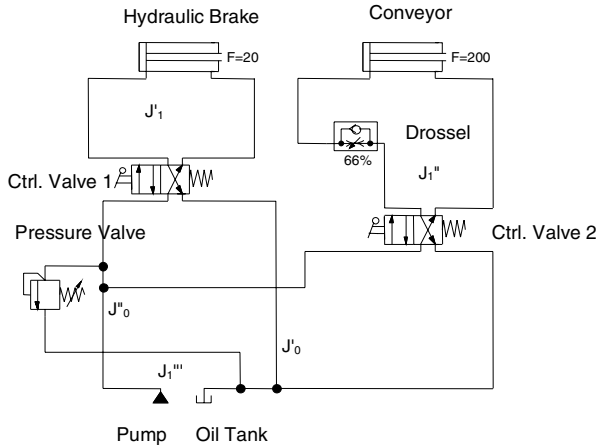 Hydraulic Brake
Conveyor
F=20
F=200
J'1
Drossel
66%
J1"
Ctrl. Valve 1
Ctrl. Valve 2
Pressure Valve
J"0
J'0
J1'''
Pump
Oil Tank